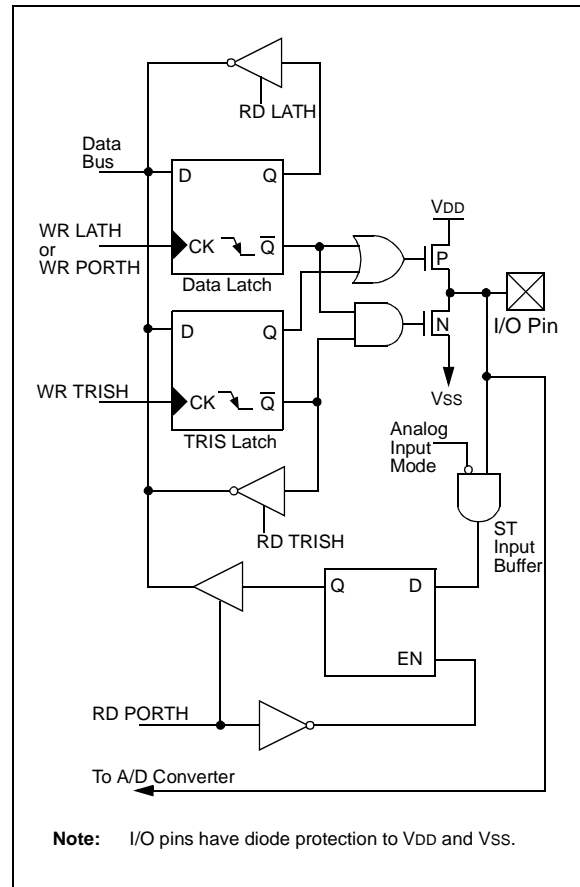 RD LATH
Data
Bus
D
Q
WR LATH
or
WR PORTH
CK
Q
Data Latch
VDD
P
I/O Pin
N
VSS
D
Q
WR TRISH
CK
Q
TRIS Latch
Analog
Input
Mode
ST
Input
Buffer
RD TRISH
Q
D
EN
RD PORTH
To A/D Converter
Note: I/O pins have diode protection to VDD and VSS.